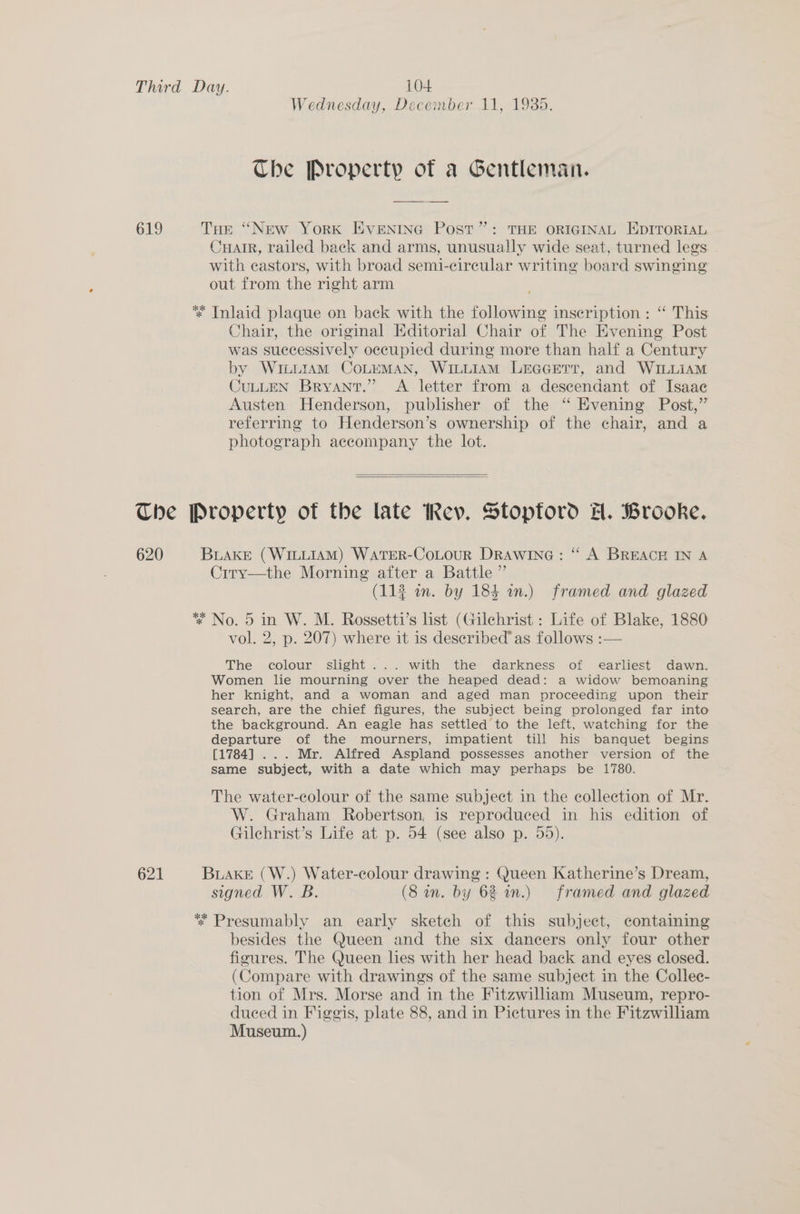 Third Day. 104
Wednesday, December 11, 1935.
The Property of a Gentleman.
619 THE “NEW YORK EVENING POST”: THE ORIGINAL EDITORIAL
CHAIR, railed back and arms, unusually wide seat, turned legs
with castors, with broad semi-circular writing board swinging
out from the right arm
*** Inlaid plaque on back with the following inscription : “ This
Chair, the original Editorial Chair of The Evening Post
was successively occupied during more than half a Century
by WILLIAM COLEMAN, WILLIAM LEGGETT, and WILLIAM
CULLEN BRYANT.” A letter from a descendant of Isaac
Austen Henderson, publisher of the “ Evening Post,”
referring to Henderson’s ownership of the chair, and a
photograph accompany the lot.
The Property of the late Rev. Stopford A. Brooke.
620 BLAKE (WILLIAM) WATER-COLOUR DRAWING : “ A BREACH IN A
CITY—the Morning after a Battle ”
(11¾ in. by 18¼ in.) framed and glazed
*** No. 5 in W. M. Rossetti’s list (Gilchrist : Life of Blake, 1880
vol. 2, p. 207) where it is described as follows :—
The colour slight . . . with the darkness of earliest dawn.
Women lie mourning over the heaped dead: a widow bemoaning
her knight, and a woman and aged man proceeding upon their
search, are the chief figures, the subject being prolonged far into
the background. An eagle has settled to the left, watching for the
departure of the mourners, impatient till his banquet begins
[1784] . . . Mr. Alfred Aspland possesses another version of the
same subject, with a date which may perhaps be 1780.
The water-colour of the same subject in the collection of Mr.
W. Graham Robertson, is reproduced in his edition of
Gilchrist’s Life at p. 54 (see also p. 55).
621 BLAKE (W.) Water-colour drawing : Queen Katherine’s Dream,
signed W. B. (8 in. by 6⅜ in.) framed and glazed
*** Presumably an early sketch of this subject, containing
besides the Queen and the six dancers only four other
figures. The Queen lies with her head back and eyes closed.
(Compare with drawings of the same subject in the Collec-
tion of Mrs. Morse and in the Fitzwilliam Museum, repro-
duced in Figgis, plate 88, and in Pictures in the Fitzwilliam
Museum.)